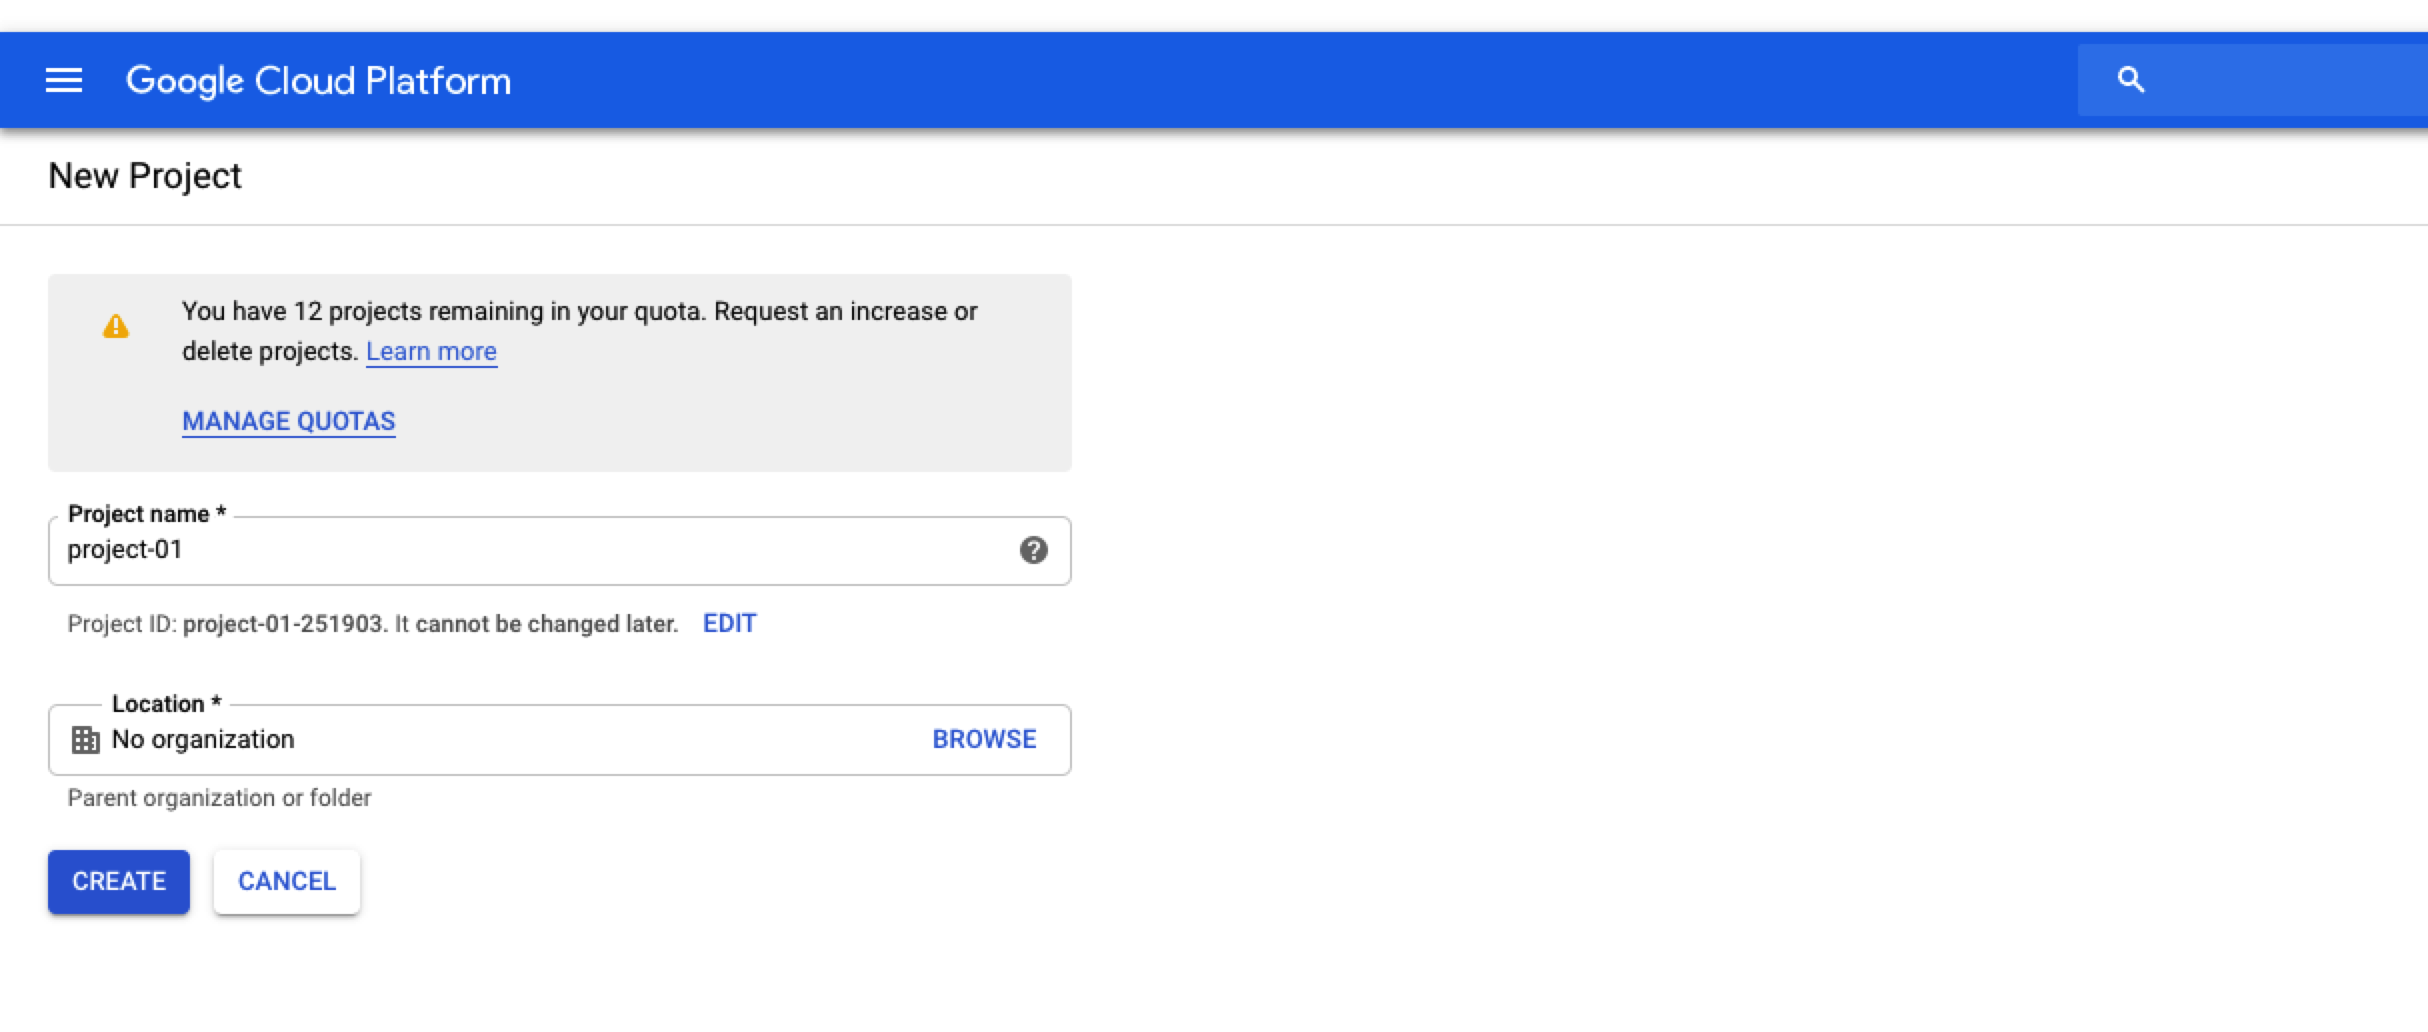 Google Cloud Platform
New Project
You have 12 projects remaining in your quota. Request an increase or
delete projects. Learn more
MANAGE QUOTAS
Project name *
project-01
Project ID: project-01-251903. It cannot be changed later. EDIT
Location *
No organization BROWSE
Parent organization or folder
CREATE CANCEL